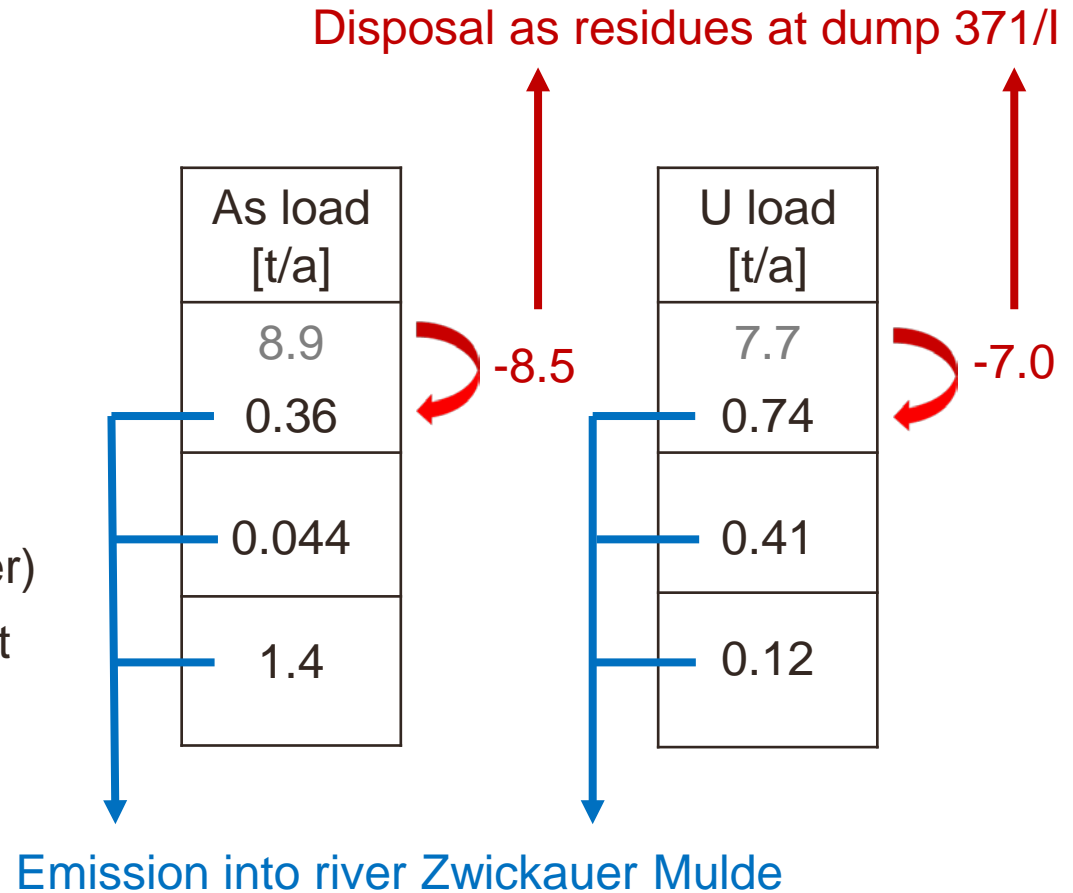 Disposal as residues at dump 371/I
As load
[t/a]
U load
[t/a]
8.9
-8.5
7.7
-7.0
0.36
0.74
0.044
0.41
er)
t
1.4
0.12
Emission into river Zwickauer Mulde